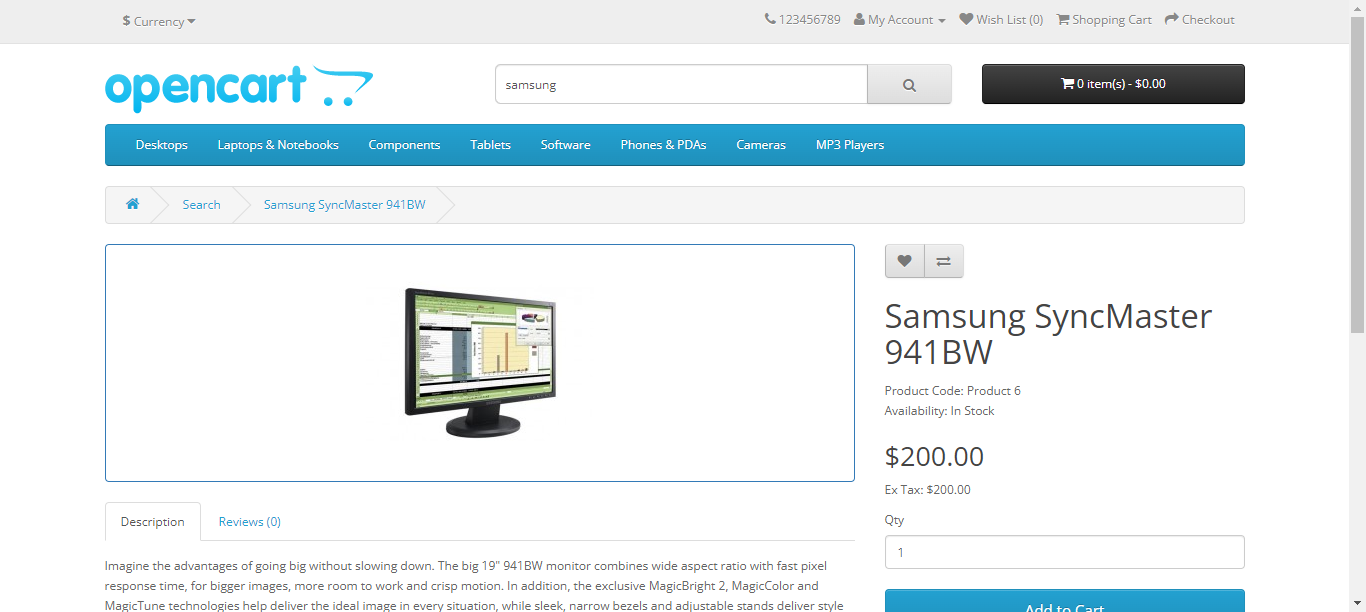 $ Currency
123456789
My Account
Wish List (0)
Shopping Cart
Checkout
opencart
samsung
0 item(s) - $0.00
Desktops
Laptops & Notebooks
Components
Tablets
Software
Phones & PDAs
Cameras
MP3 Players
Search
Samsung SyncMaster 941BW
Samsung SyncMaster
941BW
Product Code: Product 6
Availability: In Stock
$200.00
Ex Tax: $200.00
Qty
1
Add to Cart
Description
Reviews (0)
Imagine the advantages of going big without slowing down. The big 19" 941BW monitor combines wide aspect ratio with fast pixel
response time, for bigger images, more room to work and crisp motion. In addition, the exclusive MagicBright 2, MagicColor and
MagicTune technologies help deliver the ideal image in every situation, while sleek, narrow bezels and adjustable stands deliver style